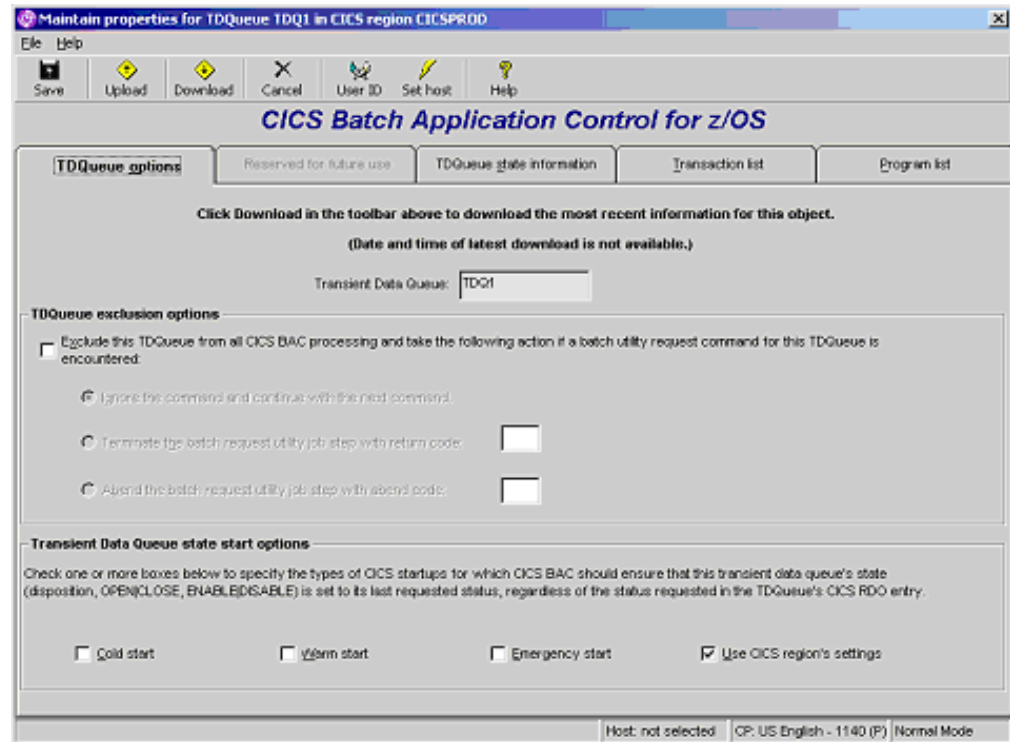 Maintain properties for TDQueue TDQ1 in CICS region CICSPROD
File Help
Save Upload Download Cancel User ID Set host Help
CICS Batch Application Control for z/OS
TDQueue options Reserved for future use TDQueue state information Transaction list Program list
Click Download in the toolbar above to download the most recent information for this object.
(Date and time of latest download is not available.)
Transient Data Queue: TDQ1
TDQueue exclusion options
Exclude this TDQueue from all CICS BAC processing and take the following action if a batch utility request command for this TDQueue is
encountered:
Ignore the command and continue with the next command.
Terminate the batch request utility job step with return code:
Abend the batch request utility job step with abend code:
Transient Data Queue state start options
Check one or more boxes below to specify the types of CICS startups for which CICS BAC should ensure that this transient data queue's state
(disposition, OPEN|CLOSE, ENABLE|DISABLE) is set to its last requested status, regardless of the status requested in the TDQueue's CICS RDO entry.
Cold start Warm start Emergency start Use CICS region's settings
Host: not selected CP: US English - 1140 (P) Normal Mode